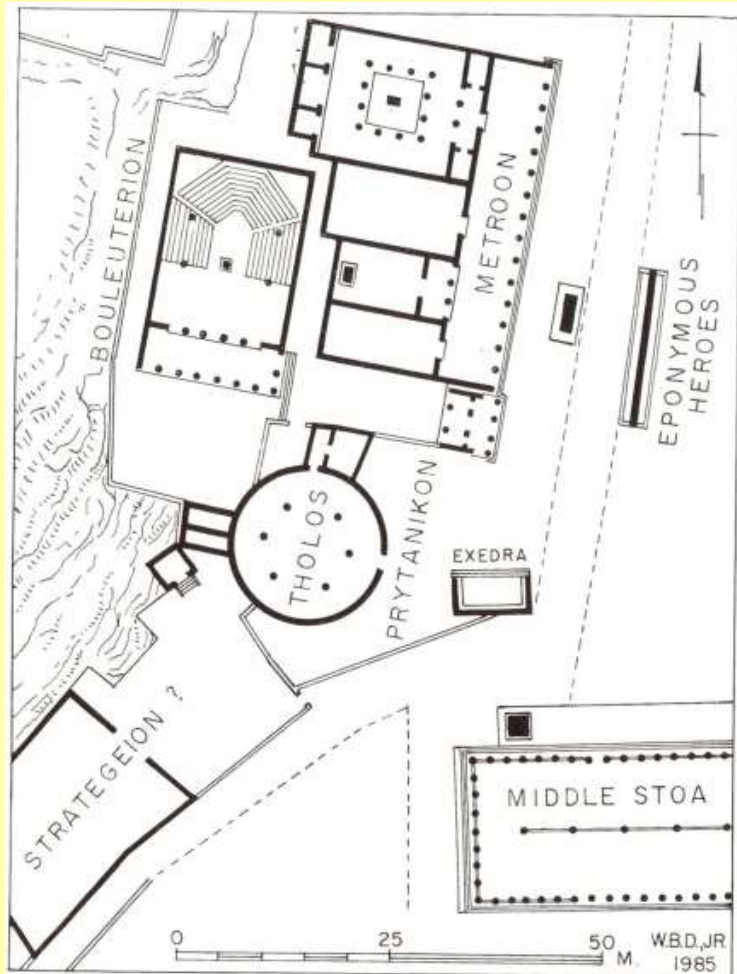 BOULEUTERION
METROON
EPONYMOUS
HEROES
THOLOS
PRYTANIKON
EXEDRA
STRATEGEION ?
MIDDLE STOA
0 25 50 M.
W.B.D., JR
1985